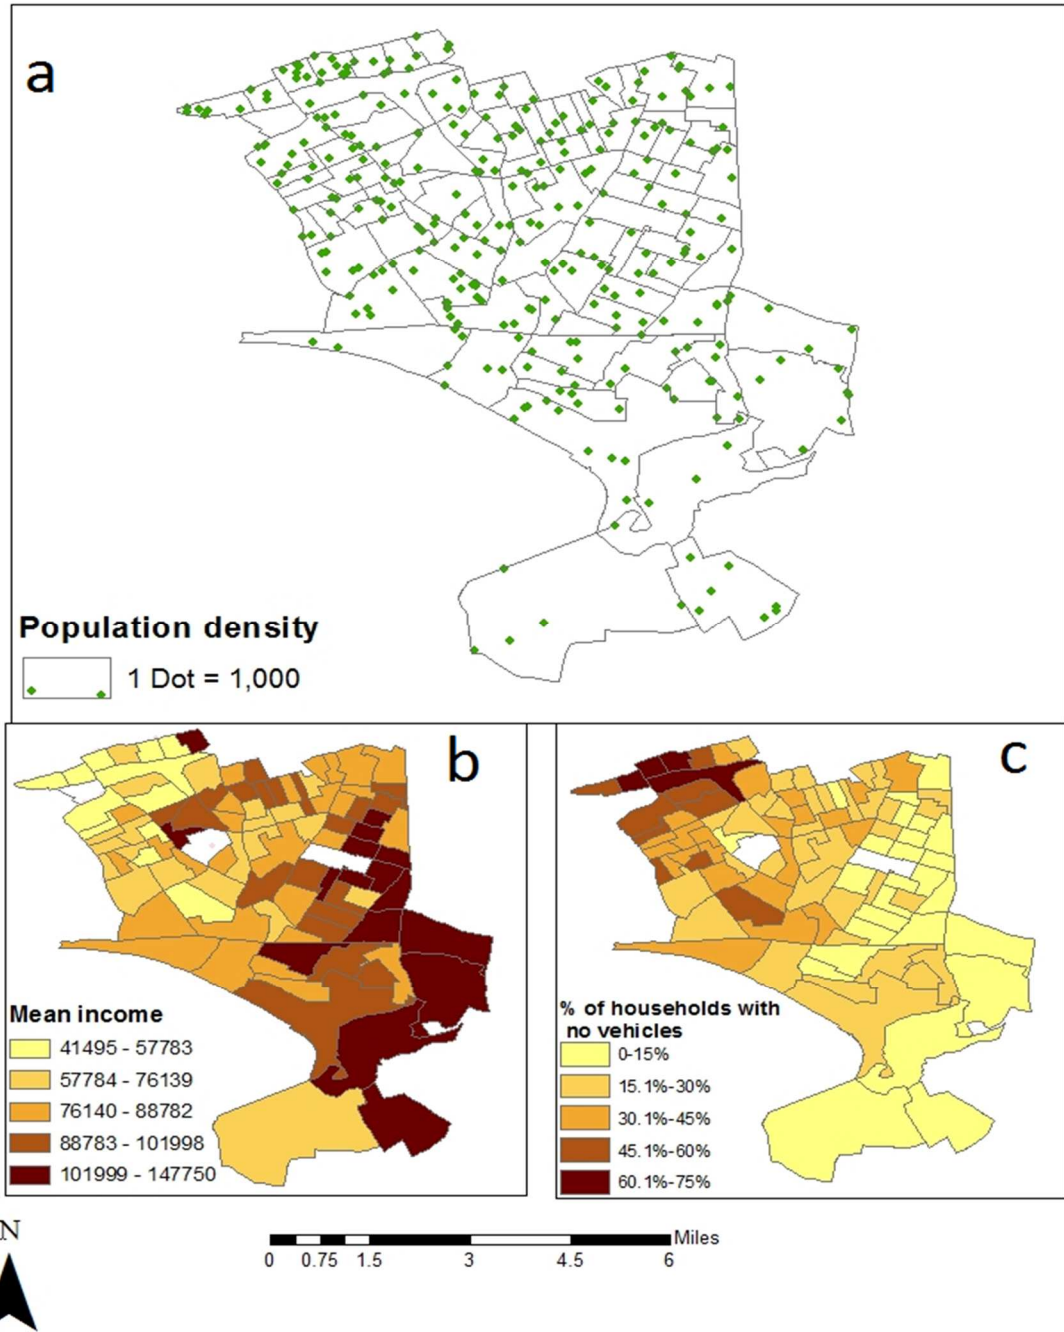 a
Population density
1 Dot = 1,000
b
Mean income
41495 - 57783
57784 - 76139
76140 - 88782
88783 - 101998
101999 - 147750
c
% of households with
no vehicles
0-15%
15.1%-30%
30.1%-45%
45.1%-60%
60.1%-75%
N
Miles
0 0.75 1.5 3 4.5 6